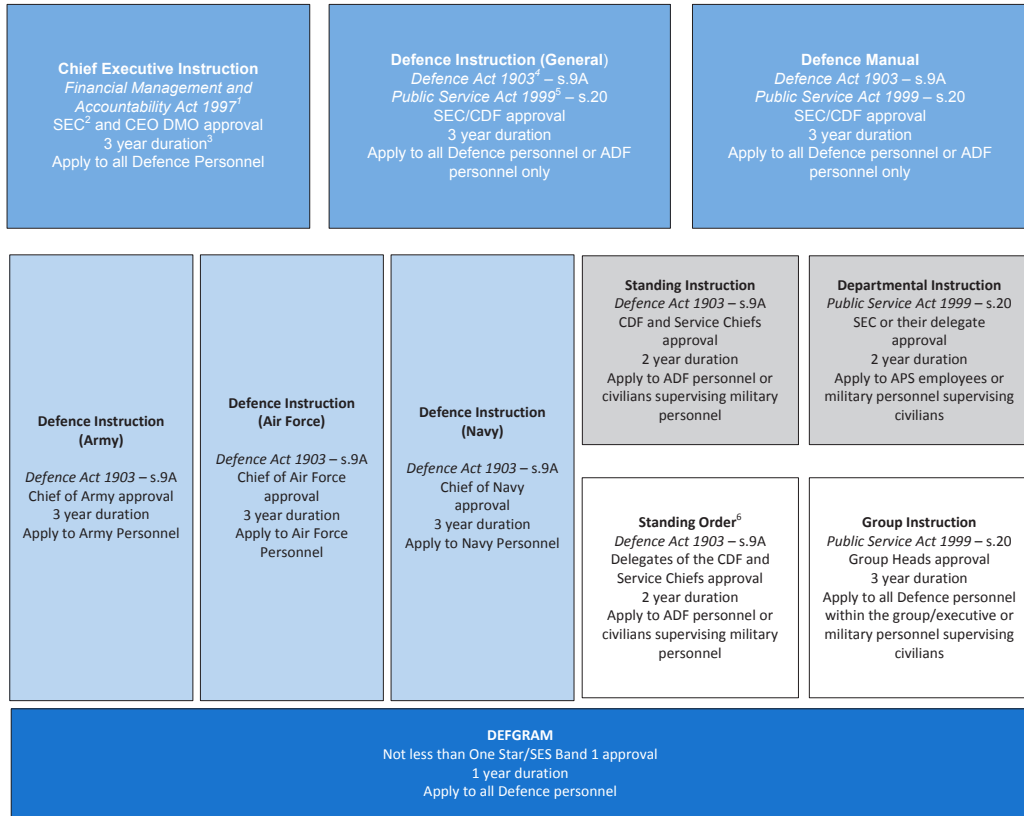 Chief Executive Instruction
Financial Management and
Accountability Act 1997¹
SEC² and CEO DMO approval
3 year duration³
Apply to all Defence Personnel
Defence Instruction (General)
Defence Act 1903⁴ – s.9A
Public Service Act 1999⁵ – s.20
SEC/CDF approval
3 year duration
Apply to all Defence personnel or ADF
personnel only
Defence Manual
Defence Act 1903 – s.9A
Public Service Act 1999 – s.20
SEC/CDF approval
3 year duration
Apply to all Defence personnel or ADF
personnel only
Defence Instruction
(Army)
Defence Act 1903 – s.9A
Chief of Army approval
3 year duration
Apply to Army Personnel
Defence Instruction
(Air Force)
Defence Act 1903 – s.9A
Chief of Air Force
approval
3 year duration
Apply to Air Force
Personnel
Defence Instruction
(Navy)
Defence Act 1903 – s.9A
Chief of Navy
approval
3 year duration
Apply to Navy Personnel
Standing Instruction
Defence Act 1903 – s.9A
CDF and Service Chiefs
approval
2 year duration
Apply to ADF personnel or
civilians supervising military
personnel
Departmental Instruction
Public Service Act 1999 – s.20
SEC or their delegate
approval
2 year duration
Apply to APS employees or
military personnel supervising
civilians
Standing Order⁶
Defence Act 1903 – s.9A
Delegates of the CDF and
Service Chiefs approval
2 year duration
Apply to ADF personnel or
civilians supervising military
personnel
Group Instruction
Public Service Act 1999 – s.20
Group Heads approval
3 year duration
Apply to all Defence personnel
within the group/executive or
military personnel supervising
civilians
DEFGRAM
Not less than One Star/SES Band 1 approval
1 year duration
Apply to all Defence personnel